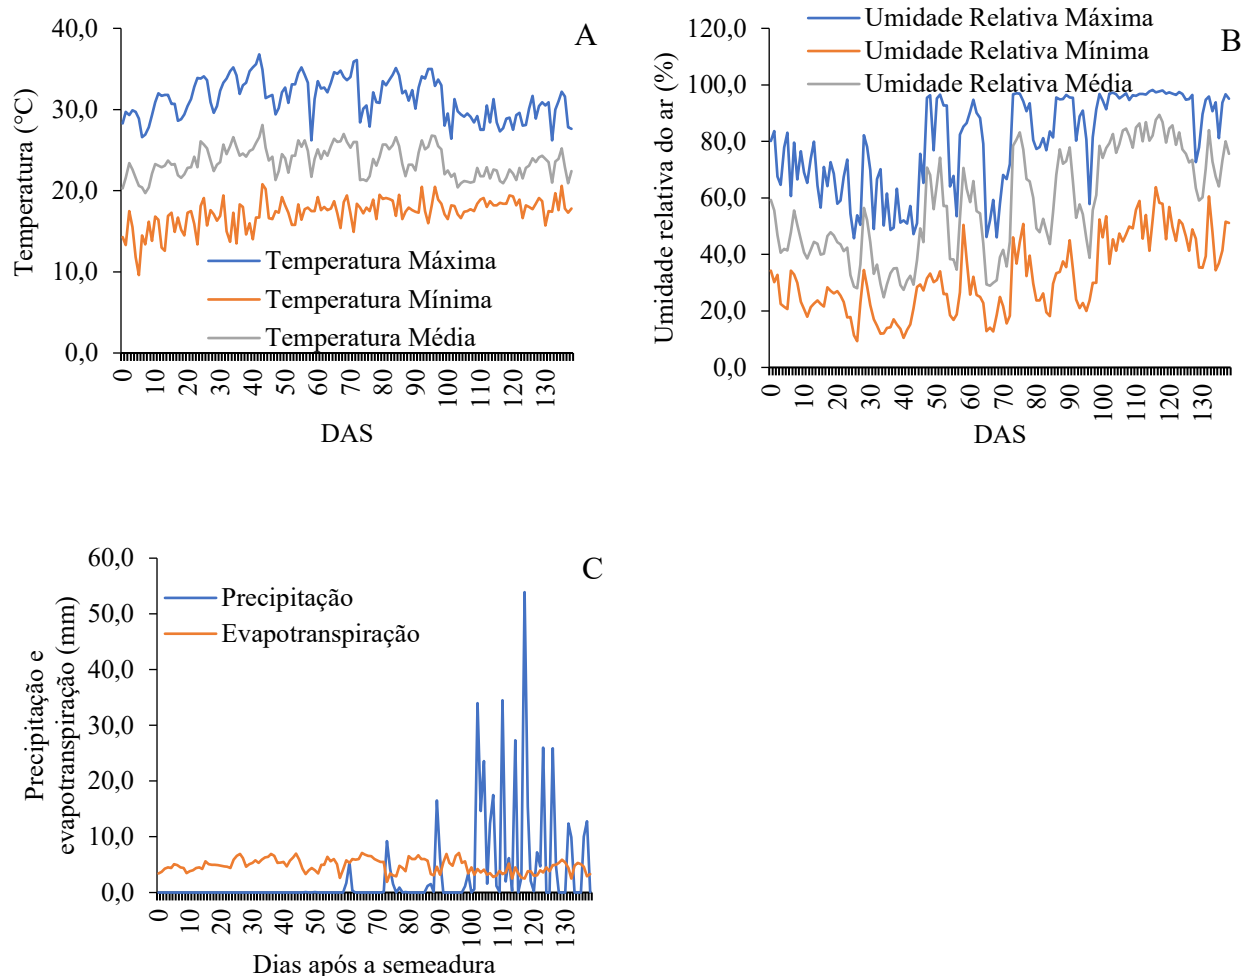 A
40,0
30,0
20,0
10,0
0,0
Temperatura (°C)
Temperatura Máxima
Temperatura Mínima
Temperatura Média
0 10 20 30 40 50 60 70 80 90 100 110 120 130
DAS
B
Umidade Relativa Máxima
Umidade Relativa Mínima
Umidade Relativa Média
120,0
100,0
80,0
60,0
40,0
20,0
0,0
Umidade relativa do ar (%)
0 10 20 30 40 50 60 70 80 90 100 110 120 130
DAS
C
60,0
50,0
40,0
30,0
20,0
10,0
0,0
Precipitação e
evapotranspiração (mm)
Precipitação
Evapotranspiração
0 10 20 30 40 50 60 70 80 90 100 110 120 130
Dias após a semeadura